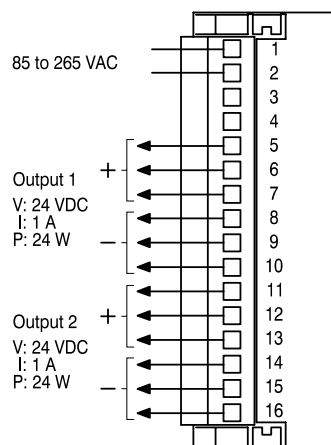 85 to 265 VAC
1
2
3
4
5
6
7
8
9
10
11
12
13
14
15
16
+
Output 1
V: 24 VDC
I: 1 A
P: 24 W
–
+
Output 2
V: 24 VDC
I: 1 A
P: 24 W
–